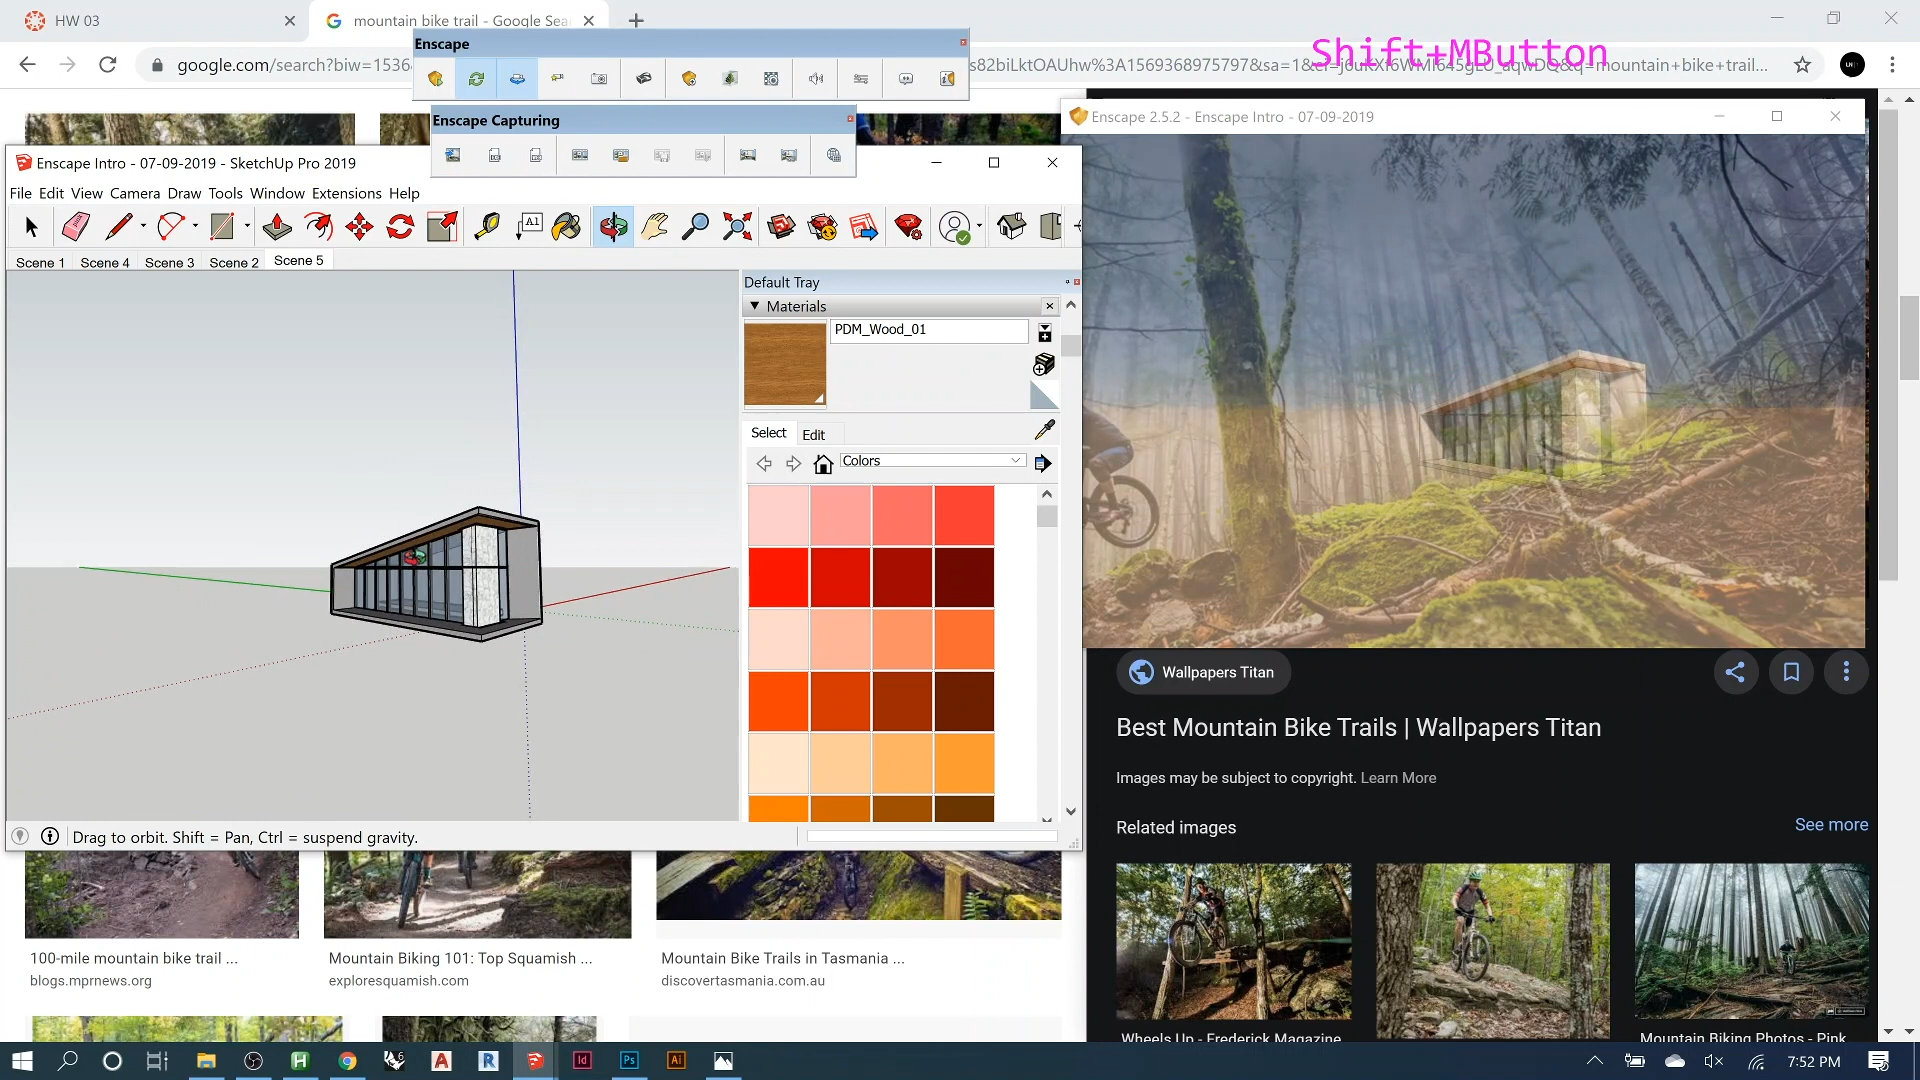 HW 03
mountain bike trail - Google Sea
Shift+MButton
google.com/search?biw=1536
Enscape
Enscape Capturing
Enscape 2.5.2 - Enscape Intro - 07-09-2019
Enscape Intro - 07-09-2019 - SketchUp Pro 2019
File Edit View Camera Draw Tools Window Extensions Help
A1
Scene 1 Scene 4 Scene 3 Scene 2 Scene 5
Default Tray
Materials
PDM_Wood_01
Select Edit
Colors
Drag to orbit. Shift = Pan, Ctrl = suspend gravity.
Wallpapers Titan
Best Mountain Bike Trails | Wallpapers Titan
Images may be subject to copyright. Learn More
Related images
See more
100-mile mountain bike trail ...
blogs.mprnews.org
Mountain Biking 101: Top Squamish ...
exploresquamish.com
Mountain Bike Trails in Tasmania ...
discovertasmania.com.au
Wheels Up - Frederick Magazine
Mountain Biking Photos - Pink
H
A
R
Id
Ps
Ai
7:52 PM